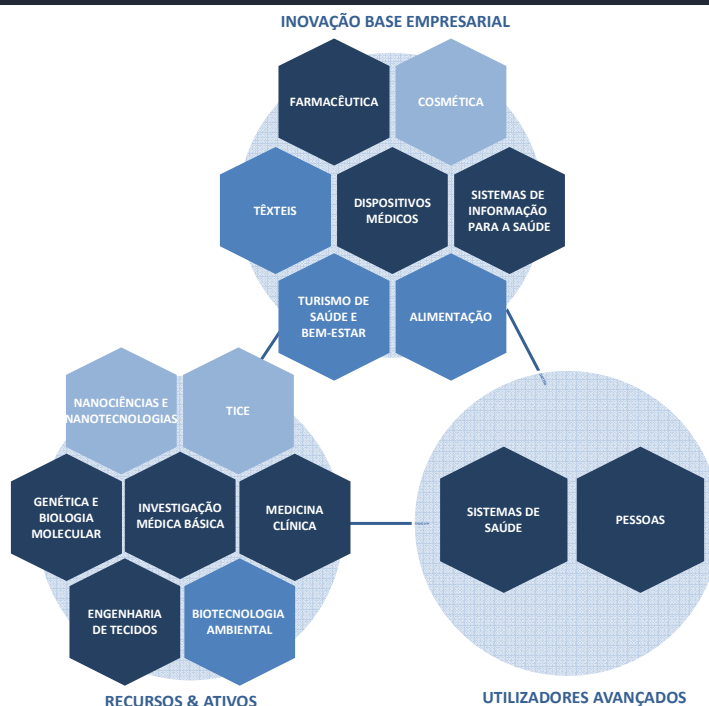 INOVAÇÃO BASE EMPRESARIAL
FARMACÊUTICA
COSMÉTICA
TÊXTEIS
DISPOSITIVOS
MÉDICOS
SISTEMAS DE
INFORMAÇÃO
PARA A SAÚDE
TURISMO DE
SAÚDE E
BEM-ESTAR
ALIMENTAÇÃO
NANOCIÊNCIAS E
NANOTECNOLOGIAS
TICE
GENÉTICA E
BIOLOGIA
MOLECULAR
INVESTIGAÇÃO
MÉDICA BÁSICA
MEDICINA
CLÍNICA
SISTEMAS DE
SAÚDE
PESSOAS
ENGENHARIA
DE TECIDOS
BIOTECNOLOGIA
AMBIENTAL
RECURSOS & ATIVOS
UTILIZADORES AVANÇADOS